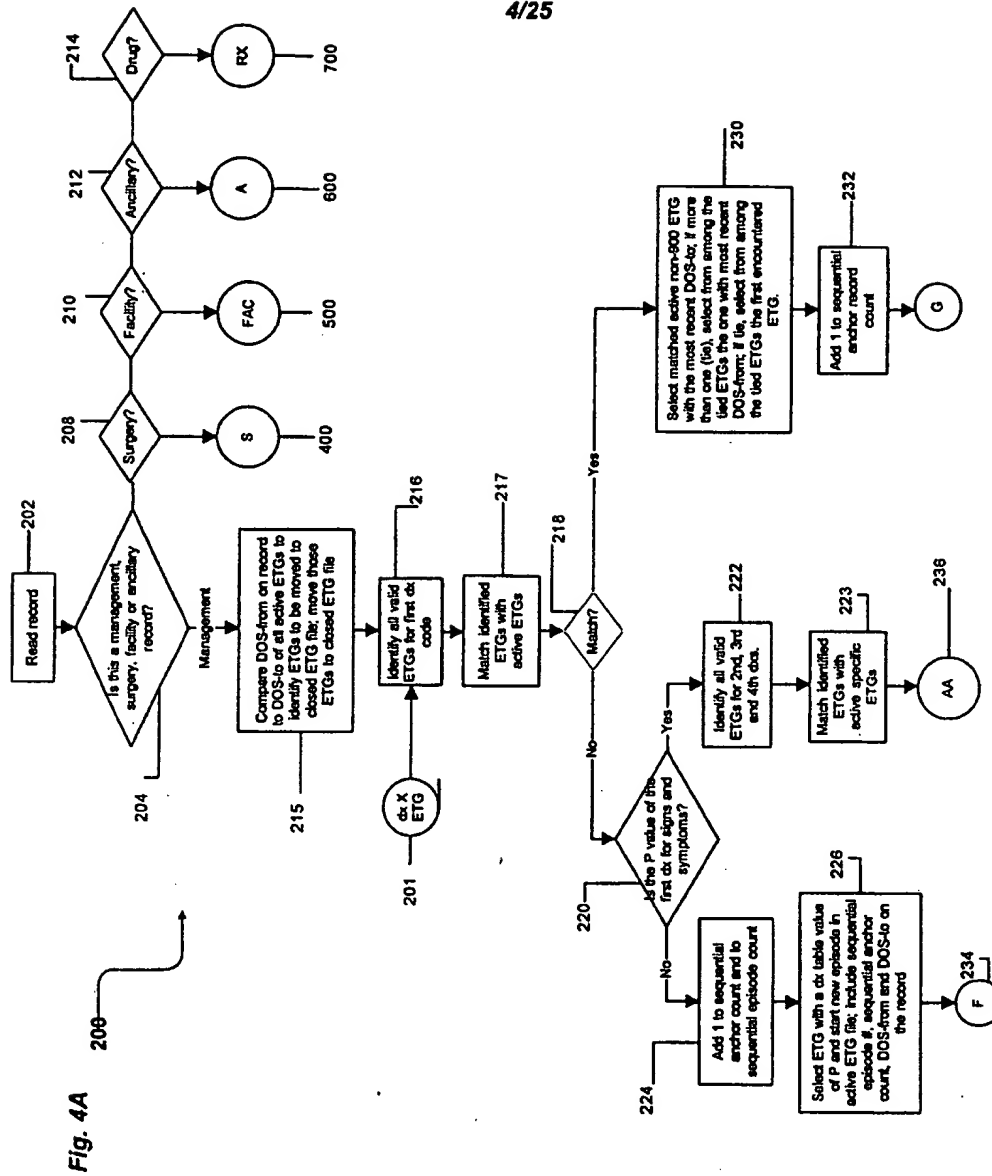 4/25
Fig. 4A
200
Read record
202
Is this a management,
surgery, facility or ancillary
record?
204
Surgery?
208
S
400
Facility?
210
FAC
500
Ancillary?
212
A
600
Drug?
214
RX
700
Management
Compare DOS-from on record
to DOS-to of all active ETGs to
identify ETGs to be moved to
closed ETG file; move those
ETGs to closed ETG file
215
dx X
ETG
201
Identify all valid
ETGs for first dx
code
216
Match identified
ETGs with
active ETGs
217
Match?
218
No
Yes
Is the P value of the
first dx for signs and
symptoms?
220
No
Yes
Identify all valid
ETGs for 2nd, 3rd
and 4th dxs.
222
Match identified
ETGs with
active specific
ETGs
223
AA
236
Add 1 to sequential
anchor count and to
sequential episode count
224
Select ETG with a dx table value
of P and start new episode in
active ETG file; include sequential
episode #, sequential anchor
count, DOS-from and DOS-to on
the record
226
F
234
Select matched active non-900 ETG
with the most recent DOS-to; if more
than one (tie), select from among the
tied ETGs the one with most recent
DOS-from; if tie, select from among
the tied ETGs the first encountered
ETG.
230
Add 1 to sequential
anchor record
count
232
G